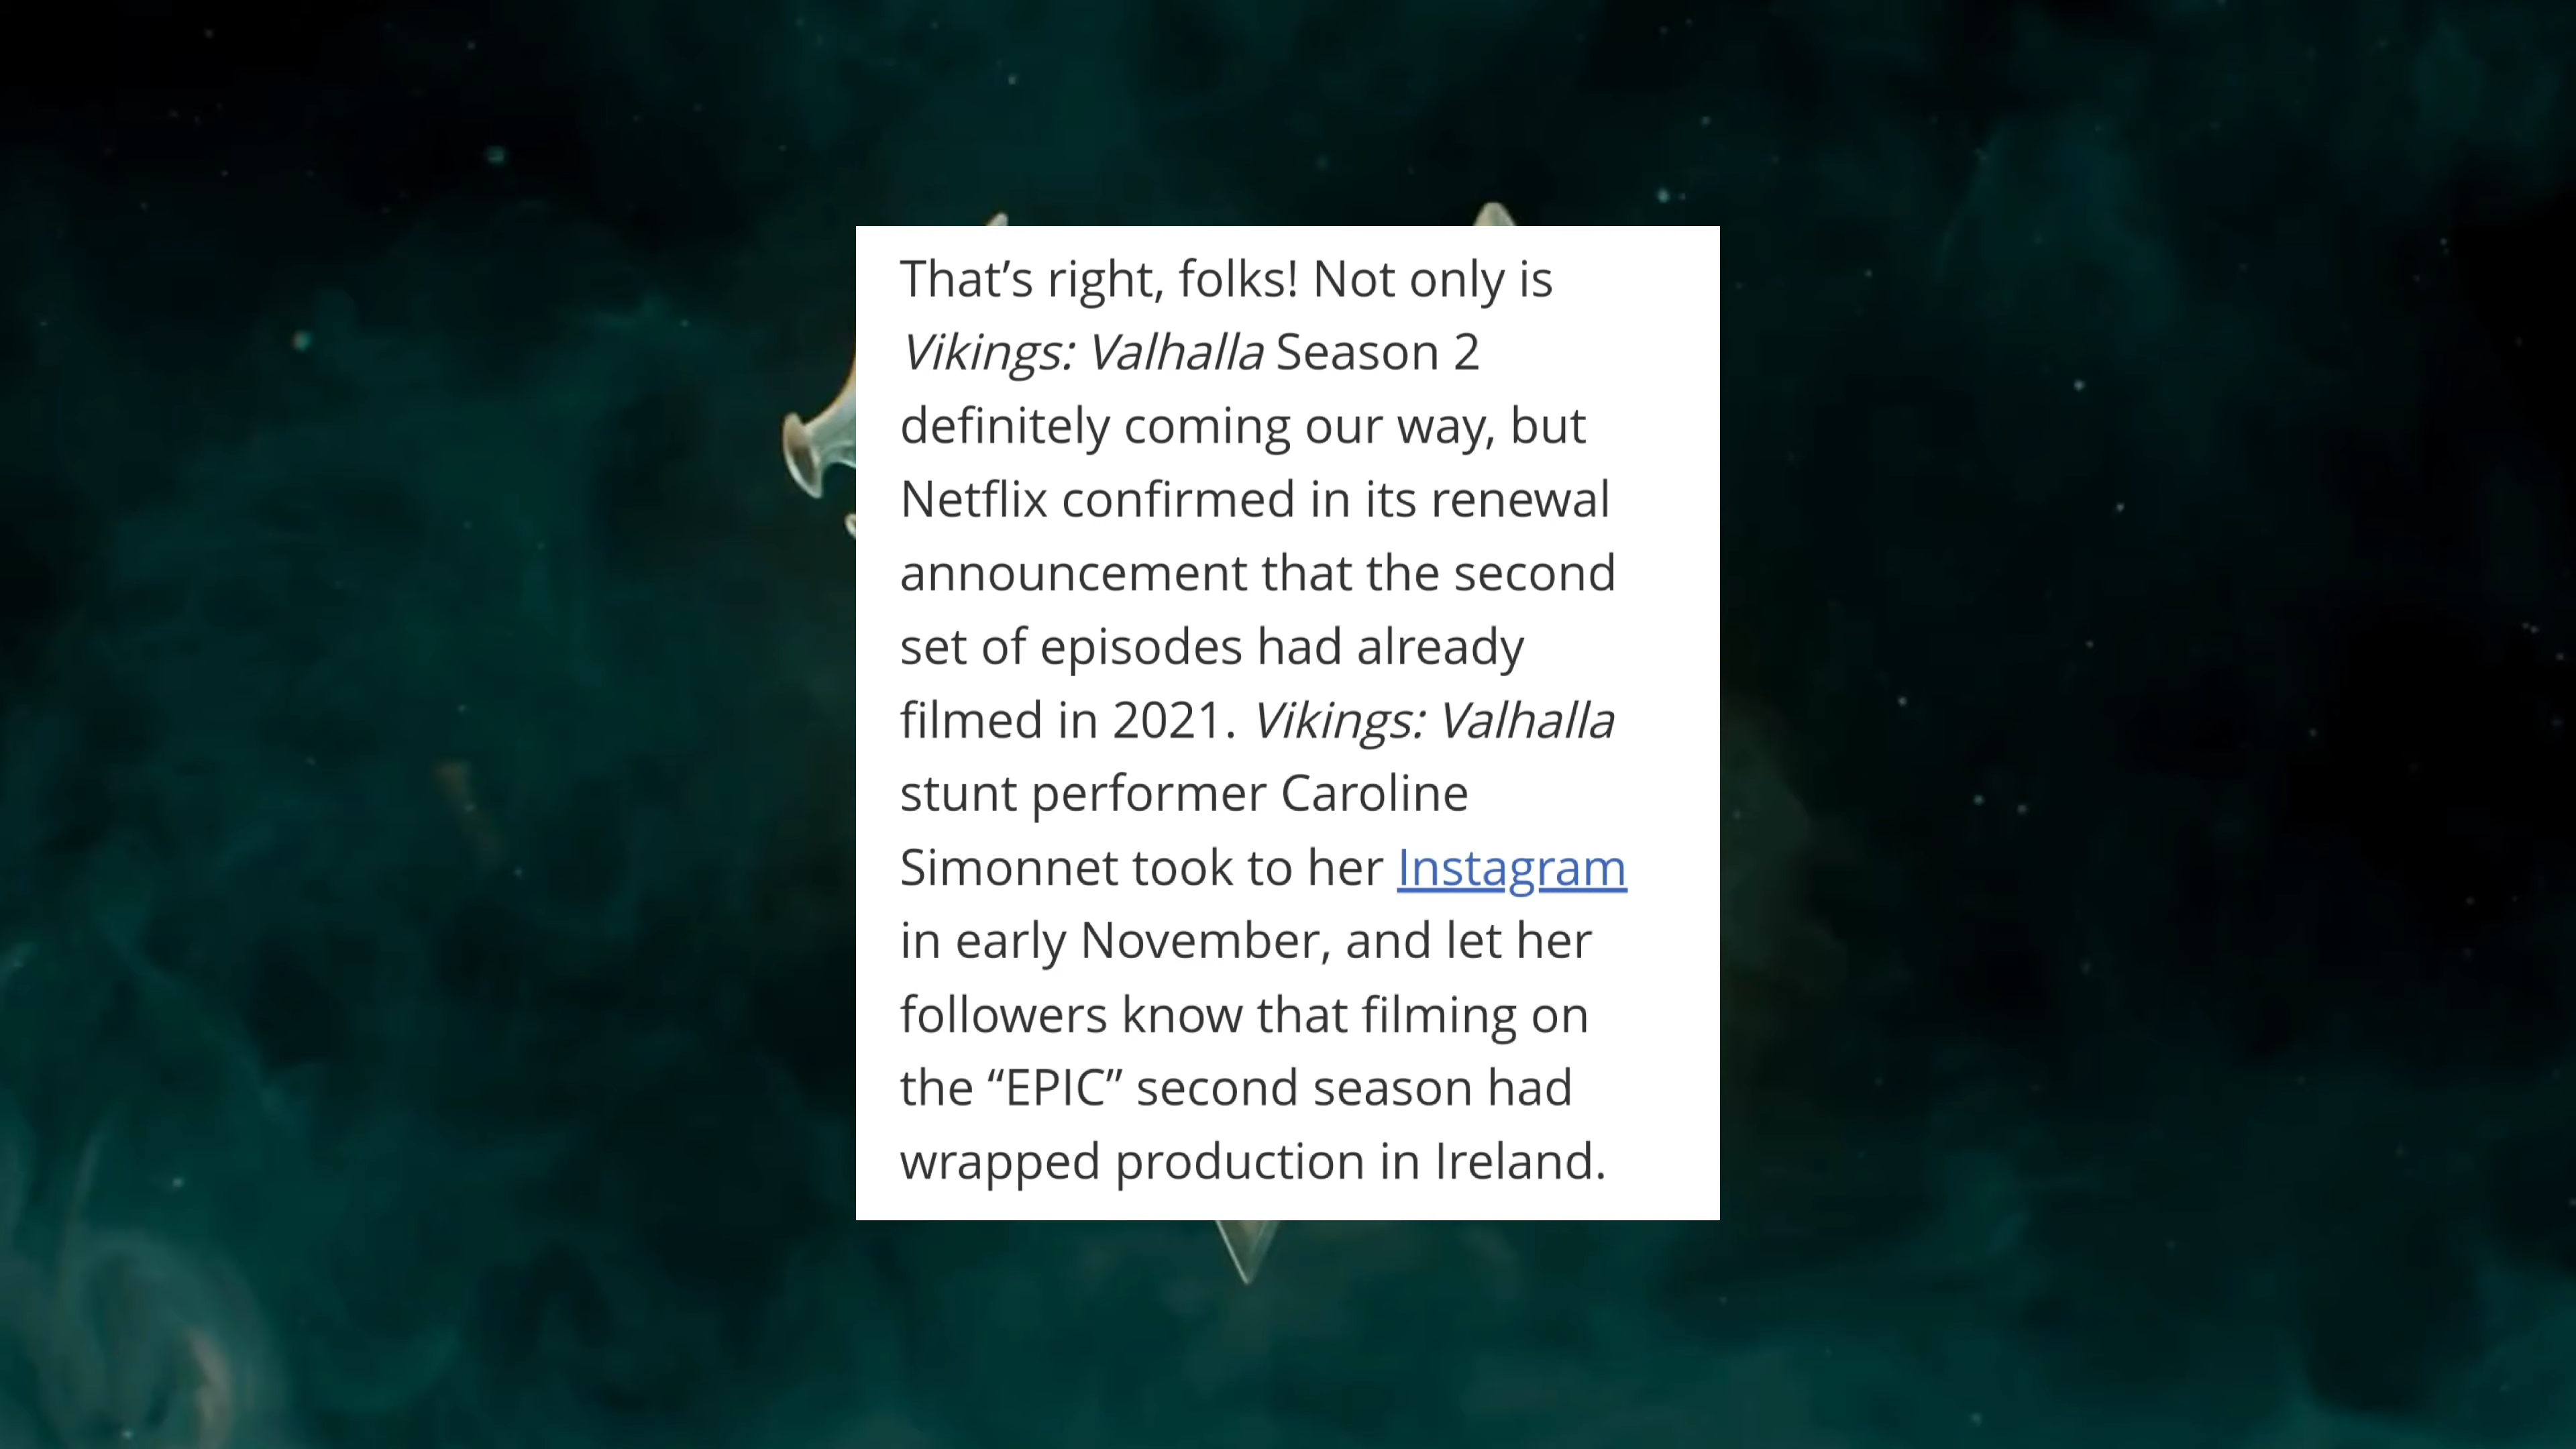 That’s right, folks! Not only is
Vikings: Valhalla Season 2
definitely coming our way, but
Netflix confirmed in its renewal
announcement that the second
set of episodes had already
filmed in 2021. Vikings: Valhalla
stunt performer Caroline
Simonnet took to her Instagram
in early November, and let her
followers know that filming on
the “EPIC” second season had
wrapped production in Ireland.